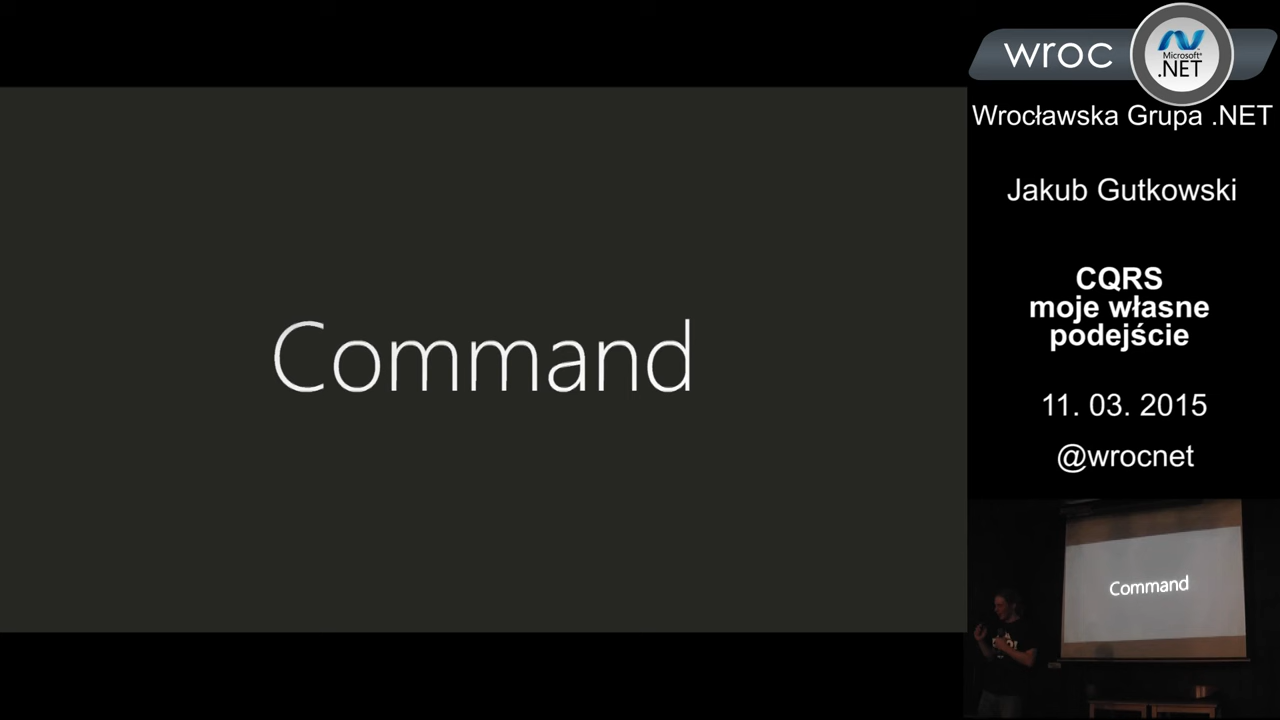 Command
wroc
Microsoft®
.NET
Wrocławska Grupa .NET
Jakub Gutkowski
CQRS
moje własne
podejście
11. 03. 2015
@wrocnet
Command